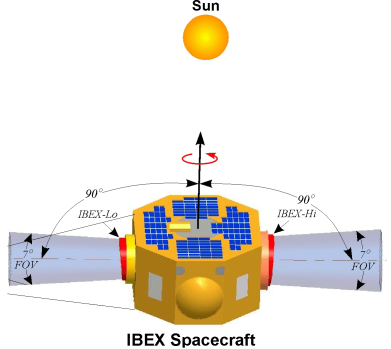 Sun
90°
90°
IBEX-Lo
IBEX-Hi
7°
FOV
7°
FOV
IBEX Spacecraft